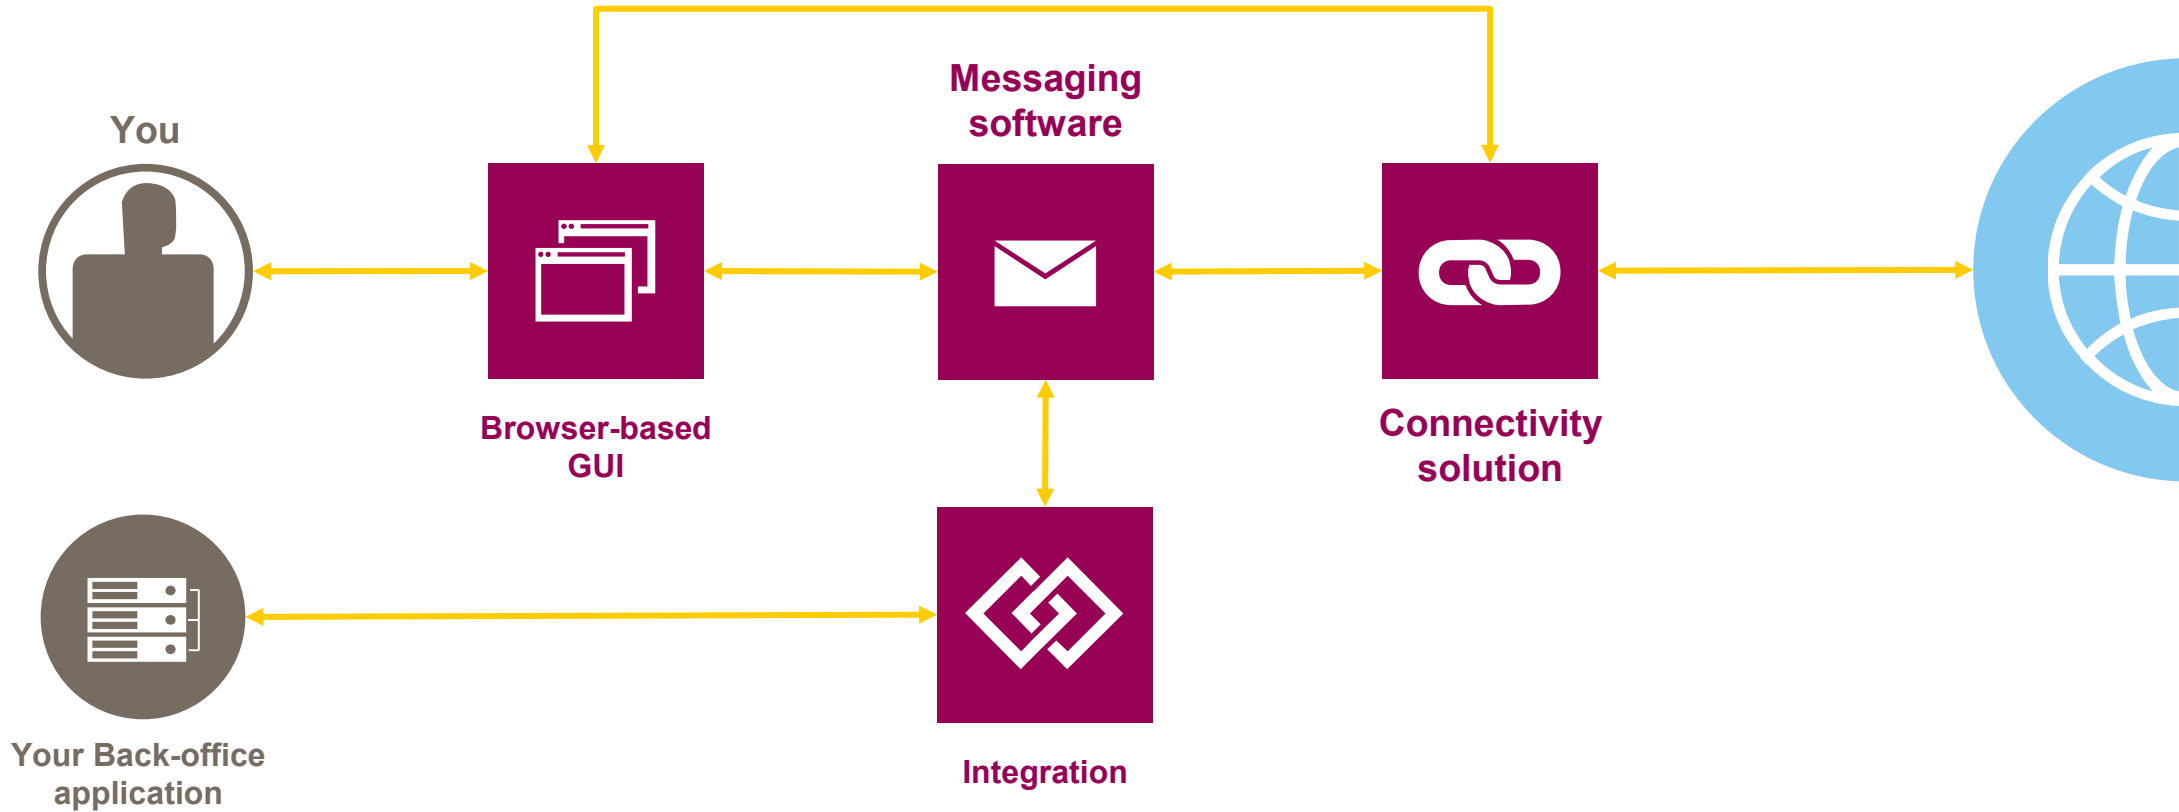 Messaging
software
You
Browser-based
GUI
Connectivity
solution
Your Back-office
application
Integration